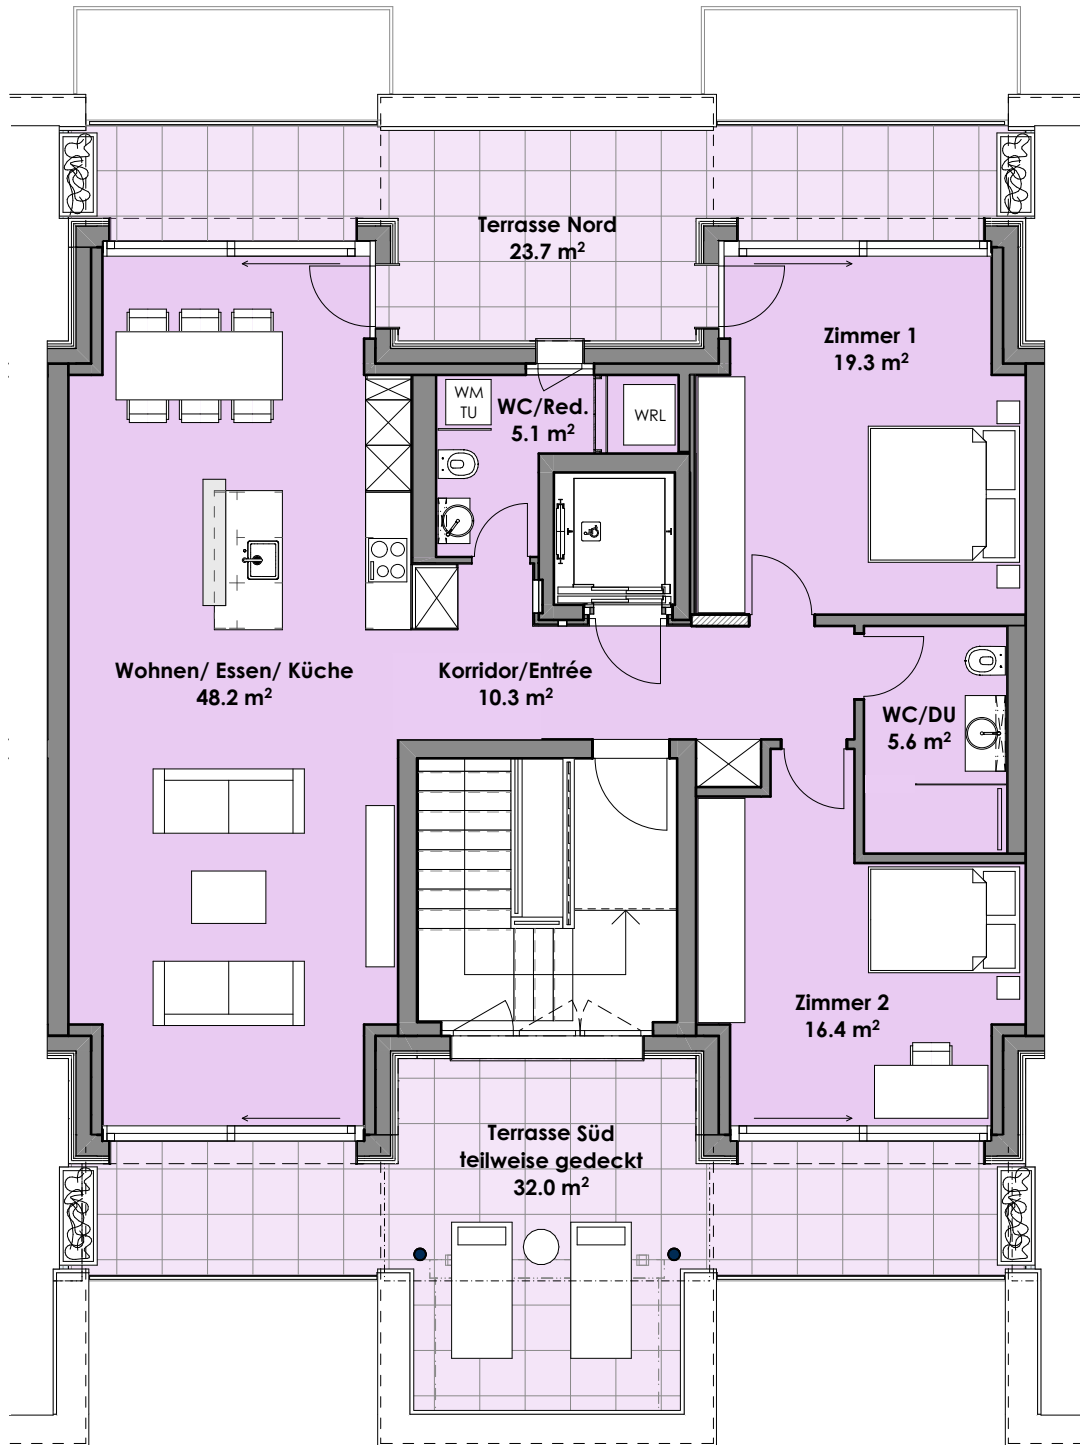 Terrasse Nord
23.7 m²
Zimmer 1
19.3 m²
WM
TU
WC/Red.
5.1 m²
WRL
Wohnen/ Essen/ Küche
48.2 m²
Korridor/Entrée
10.3 m²
WC/DU
5.6 m²
Zimmer 2
16.4 m²
Terrasse Süd
teilweise gedeckt
32.0 m²